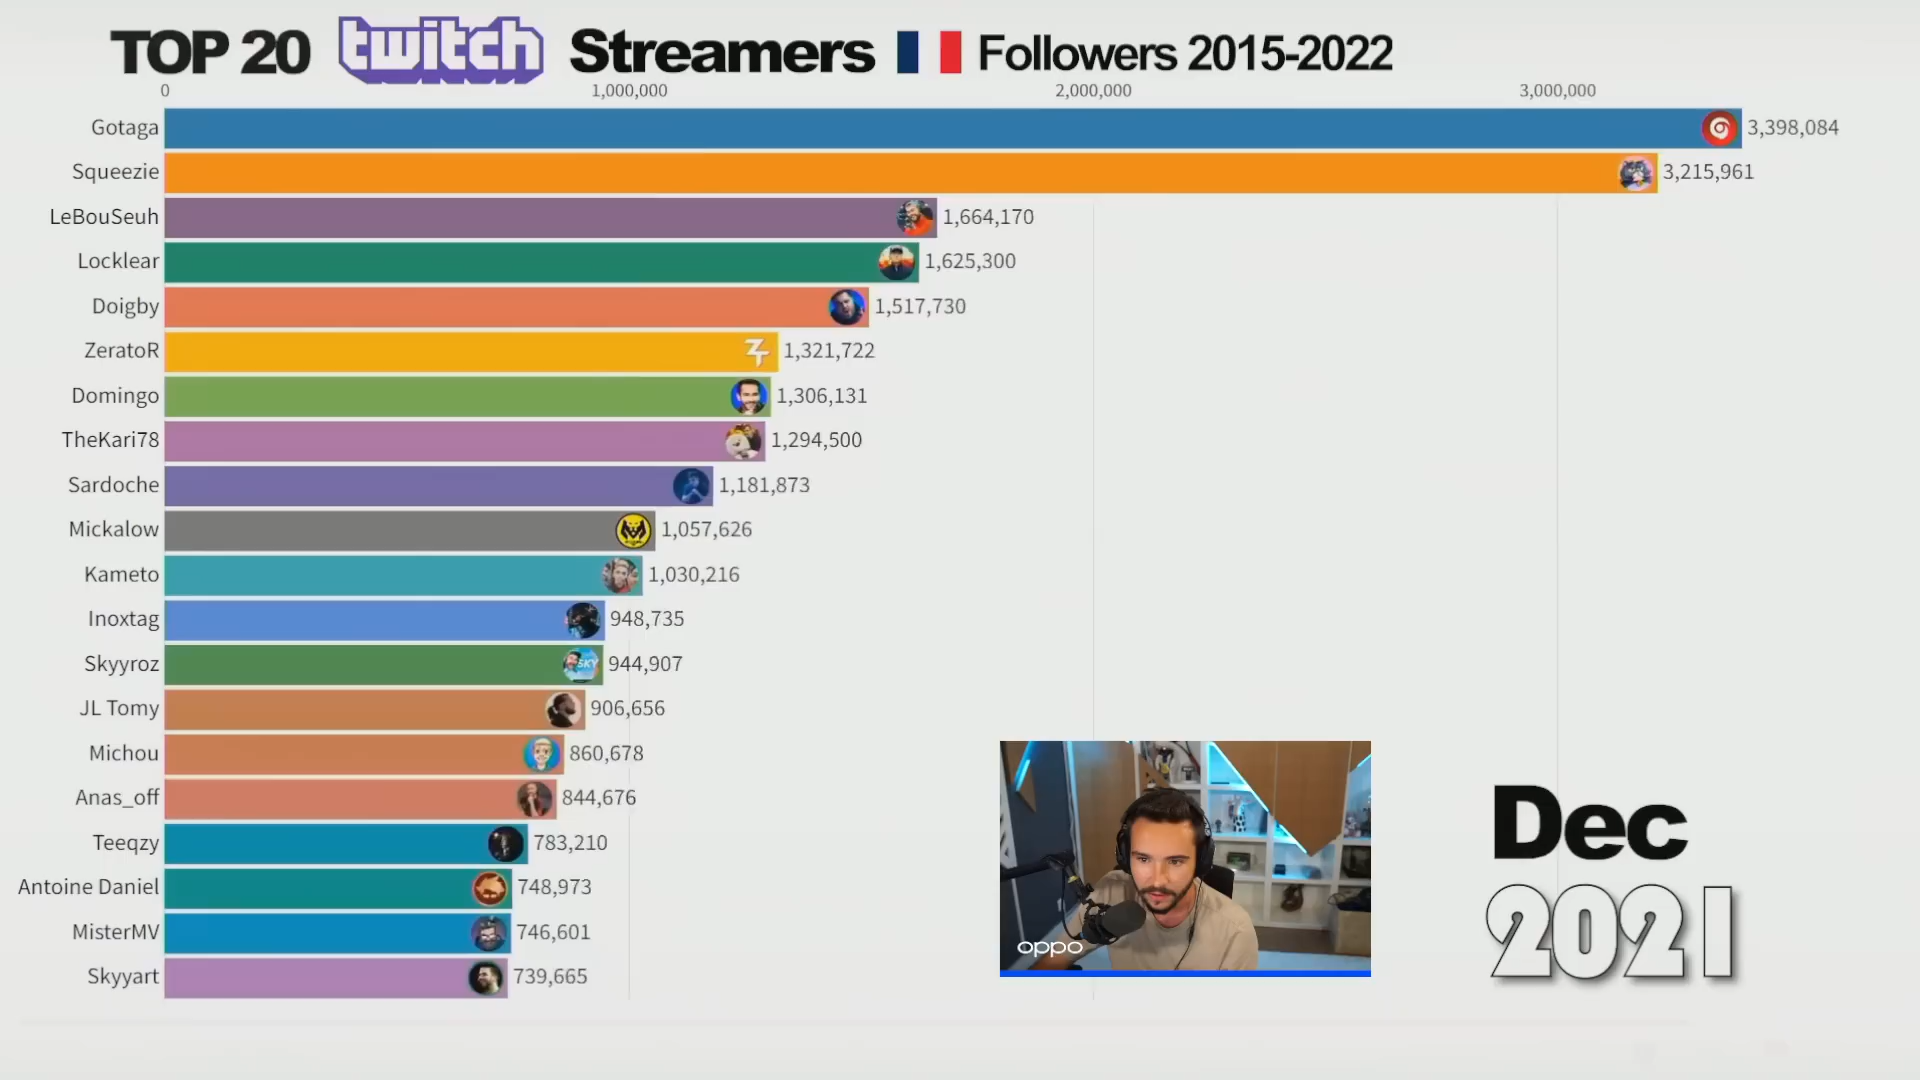 TOP 20 twitch Streamers Followers 2015-2022
0 1,000,000 2,000,000 3,000,000
Gotaga 3,398,084
Squeezie 3,215,961
LeBouSeuh 1,664,170
Locklear 1,625,300
Doigby 1,517,730
ZeratoR 1,321,722
Domingo 1,306,131
TheKari78 1,294,500
Sardoche 1,181,873
Mickalow 1,057,626
Kameto 1,030,216
Inoxtag 948,735
Skyyroz SKY 944,907
JL Tomy 906,656
Michou 860,678
Anas_off 844,676
Teeqzy 783,210
Antoine Daniel 748,973
MisterMV 746,601
Skyyart 739,665
oppo
Dec
2021